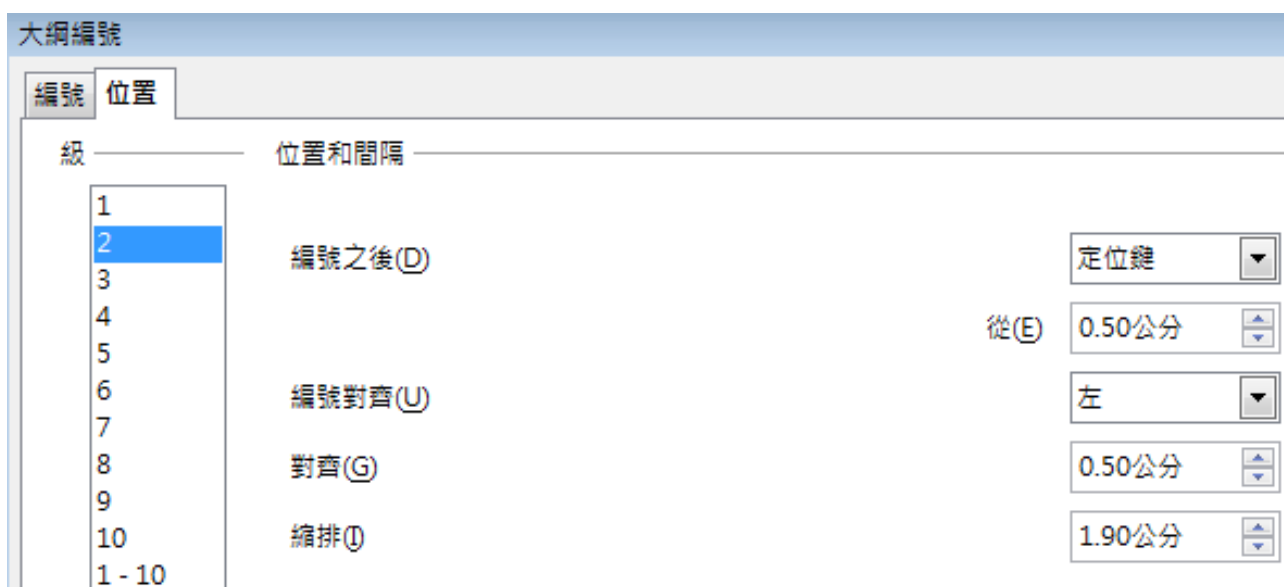 大綱編號
編號 位置
級 位置和間隔
1
2
3
4
5
6
7
8
9
10
1 - 10
編號之後(D) 定位鍵
從(E) 0.50公分
編號對齊(U) 左
對齊(G) 0.50公分
縮排(I) 1.90公分